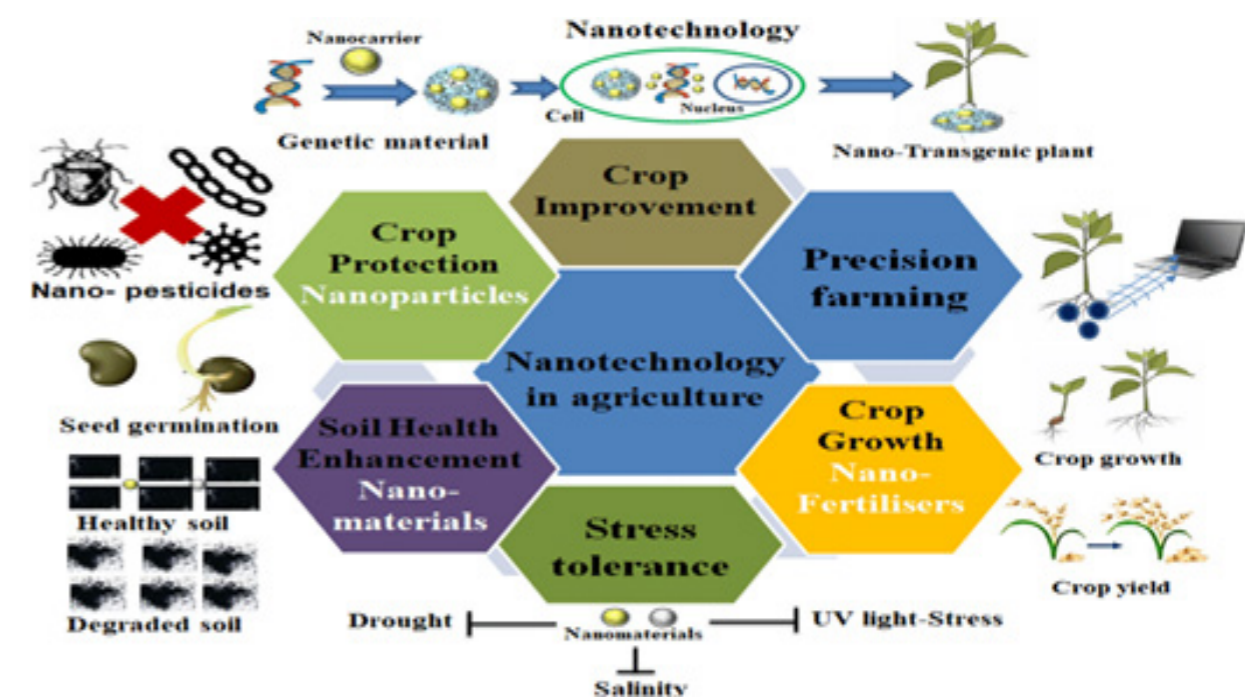 Nanotechnology
Nanocarrier
Nucleus
Cell
Genetic material
Nano-Transgenic plant
Crop
Improvement
Crop
Protection
Nanoparticles
Precision
farming
Nano- pesticides
Nanotechnology
in agriculture
Seed germination
Soil Health
Enhancement
Nano-
materials
Crop
Growth
Nano-
Fertilisers
Crop growth
Healthy soil
Stress
tolerance
Crop yield
Degraded soil
Drought
Nanomaterials
UV light-Stress
Salinity